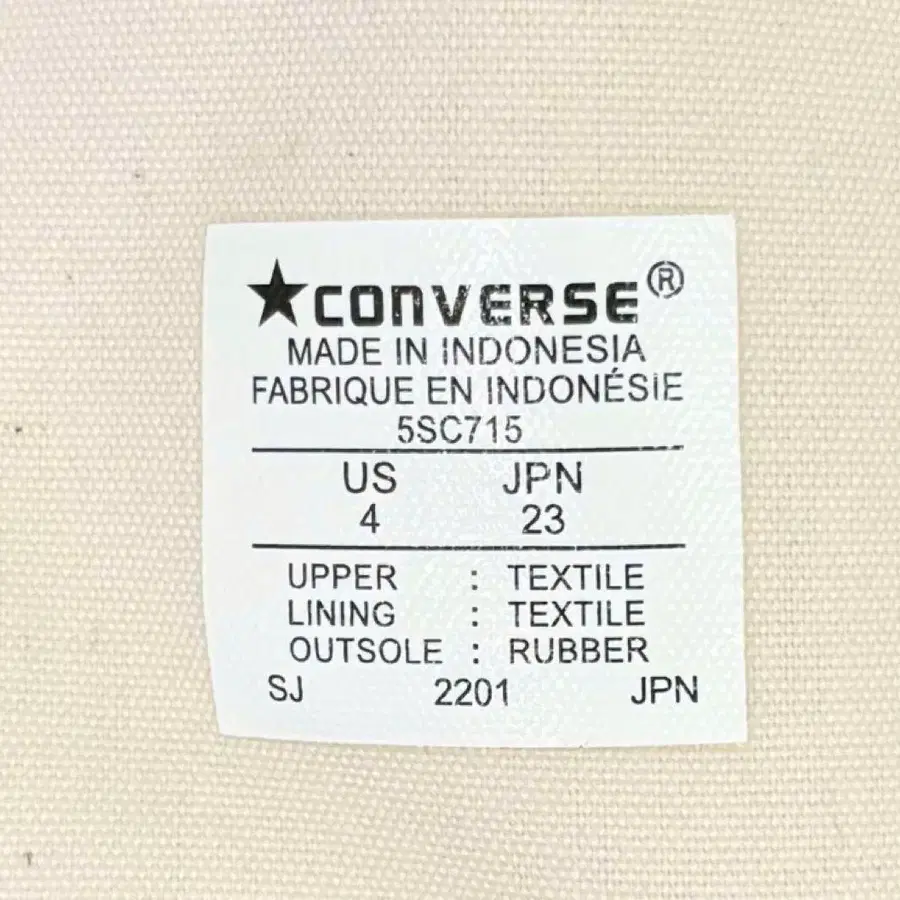 ★CONVERSE®
MADE IN INDONESIA
FABRIQUE EN INDONÉSIE
5SC715
US JPN
4 23
UPPER : TEXTILE
LINING : TEXTILE
OUTSOLE : RUBBER
SJ 2201 JPN